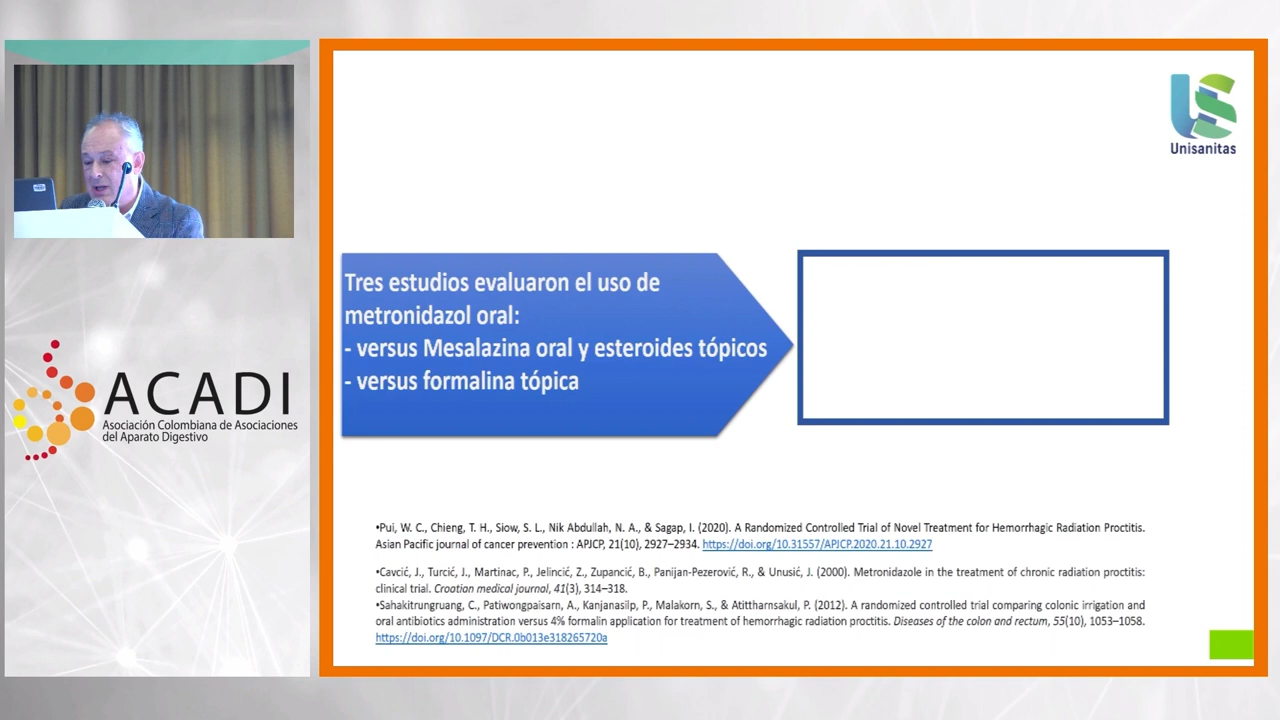 Unisanitas
Tres estudios evaluaron el uso de
metronidazol oral:
- versus Mesalazina oral y esteroides tópicos
- versus formalina tópica
ACADI
Asociación Colombiana de Asociaciones
del Aparato Digestivo
•Pui, W. C., Chieng, T. H., Siow, S. L., Nik Abdullah, N. A., & Sagap, I. (2020). A Randomized Controlled Trial of Novel Treatment for Hemorrhagic Radiation Proctitis.
Asian Pacific journal of cancer prevention : APJCP, 21(10), 2927–2934. https://doi.org/10.31557/APJCP.2020.21.10.2927
•Cavcić, J., Turcić, J., Martinac, P., Jelincić, Z., Zupancić, B., Panijan-Pezerović, R., & Unusić, J. (2000). Metronidazole in the treatment of chronic radiation proctitis:
clinical trial. Croatian medical journal, 41(3), 314–318.
•Sahakitrungruang, C., Patiwongpaisarn, A., Kanjanasilp, P., Malakorn, S., & Atittharnsakul, P. (2012). A randomized controlled trial comparing colonic irrigation and
oral antibiotics administration versus 4% formalin application for treatment of hemorrhagic radiation proctitis. Diseases of the colon and rectum, 55(10), 1053–1058.
https://doi.org/10.1097/DCR.0b013e318265720a